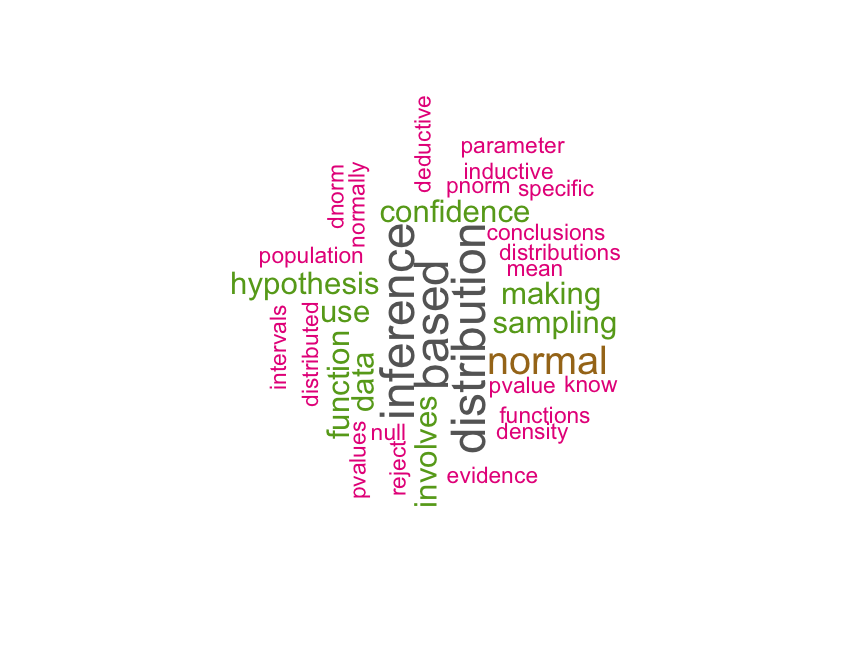 deductive
parameter
inductive
pnorm
specific
dnorm
normally
confidence
conclusions
population
distributions
mean
hypothesis
making
use
sampling
intervals
distributed
function
data
inference
based
distribution
normal
pvalue
know
functions
density
null
involves
pvalues
reject
evidence